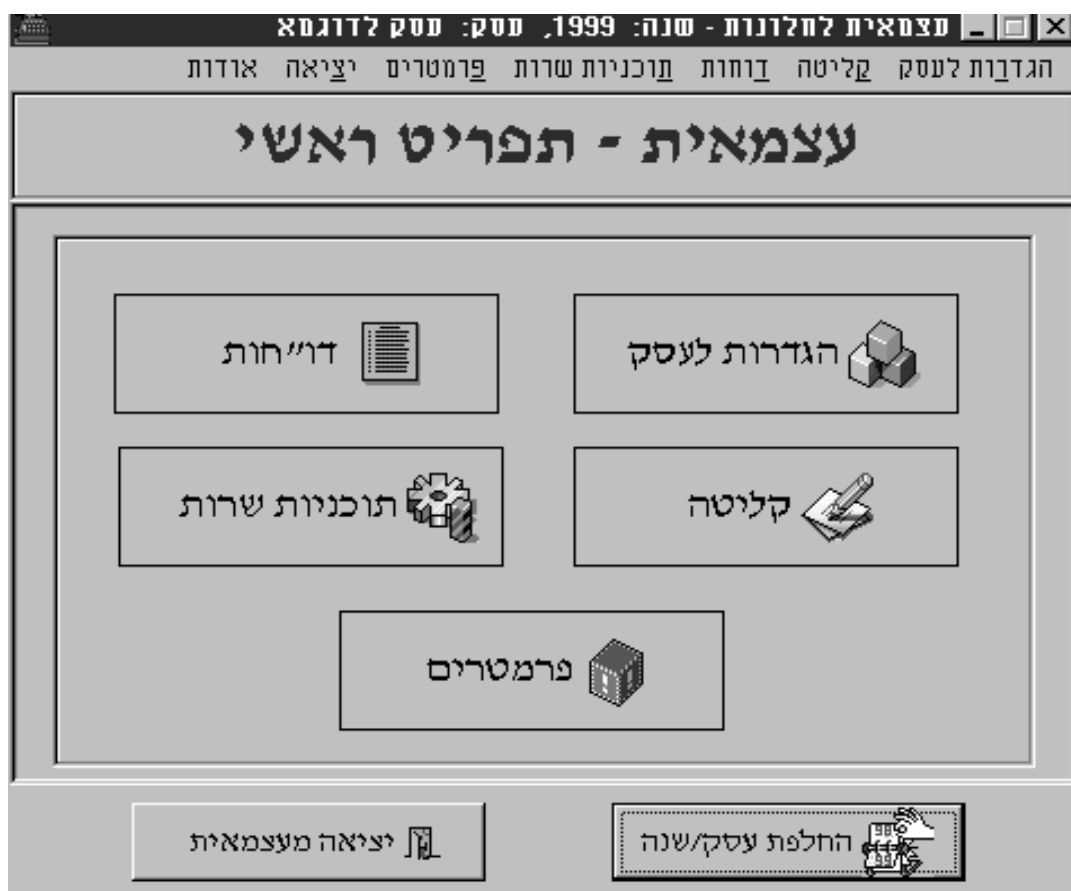 עצמאית לחלונות - שנה: 1999, עסק: עסק לדוגמא
הגדרות לעסק קליטה דוחות תוכניות שרות פרמטרים יציאה אודות
עצמאית - תפריט ראשי
הגדרות לעסק דו״חות
קליטה תוכניות שרות
פרמטרים
החלפת עסק/שנה יציאה מעצמאית